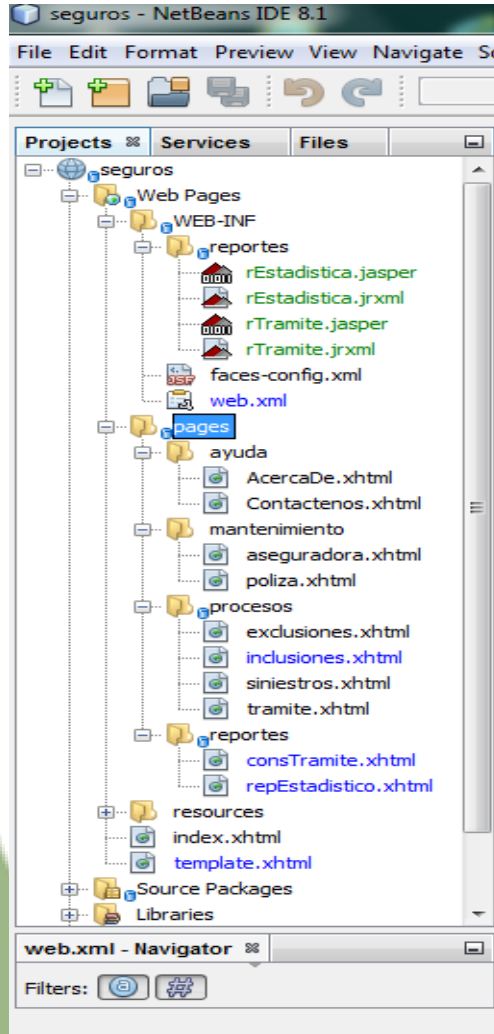 seguros - NetBeans IDE 8.1
File Edit Format Preview View Navigate
Projects Services Files
seguros
Web Pages
WEB-INF
reportes
rEstadistica.jasper
rEstadistica.jrxml
rTramite.jasper
rTramite.jrxml
faces-config.xml
web.xml
pages
ayuda
AcercaDe.xhtml
Contactenos.xhtml
mantenimiento
aseguradora.xhtml
poliza.xhtml
procesos
exclusiones.xhtml
inclusiones.xhtml
siniestros.xhtml
tramite.xhtml
reportes
consTramite.xhtml
repEstadistico.xhtml
resources
index.xhtml
template.xhtml
Source Packages
Libraries
web.xml - Navigator
Filters: